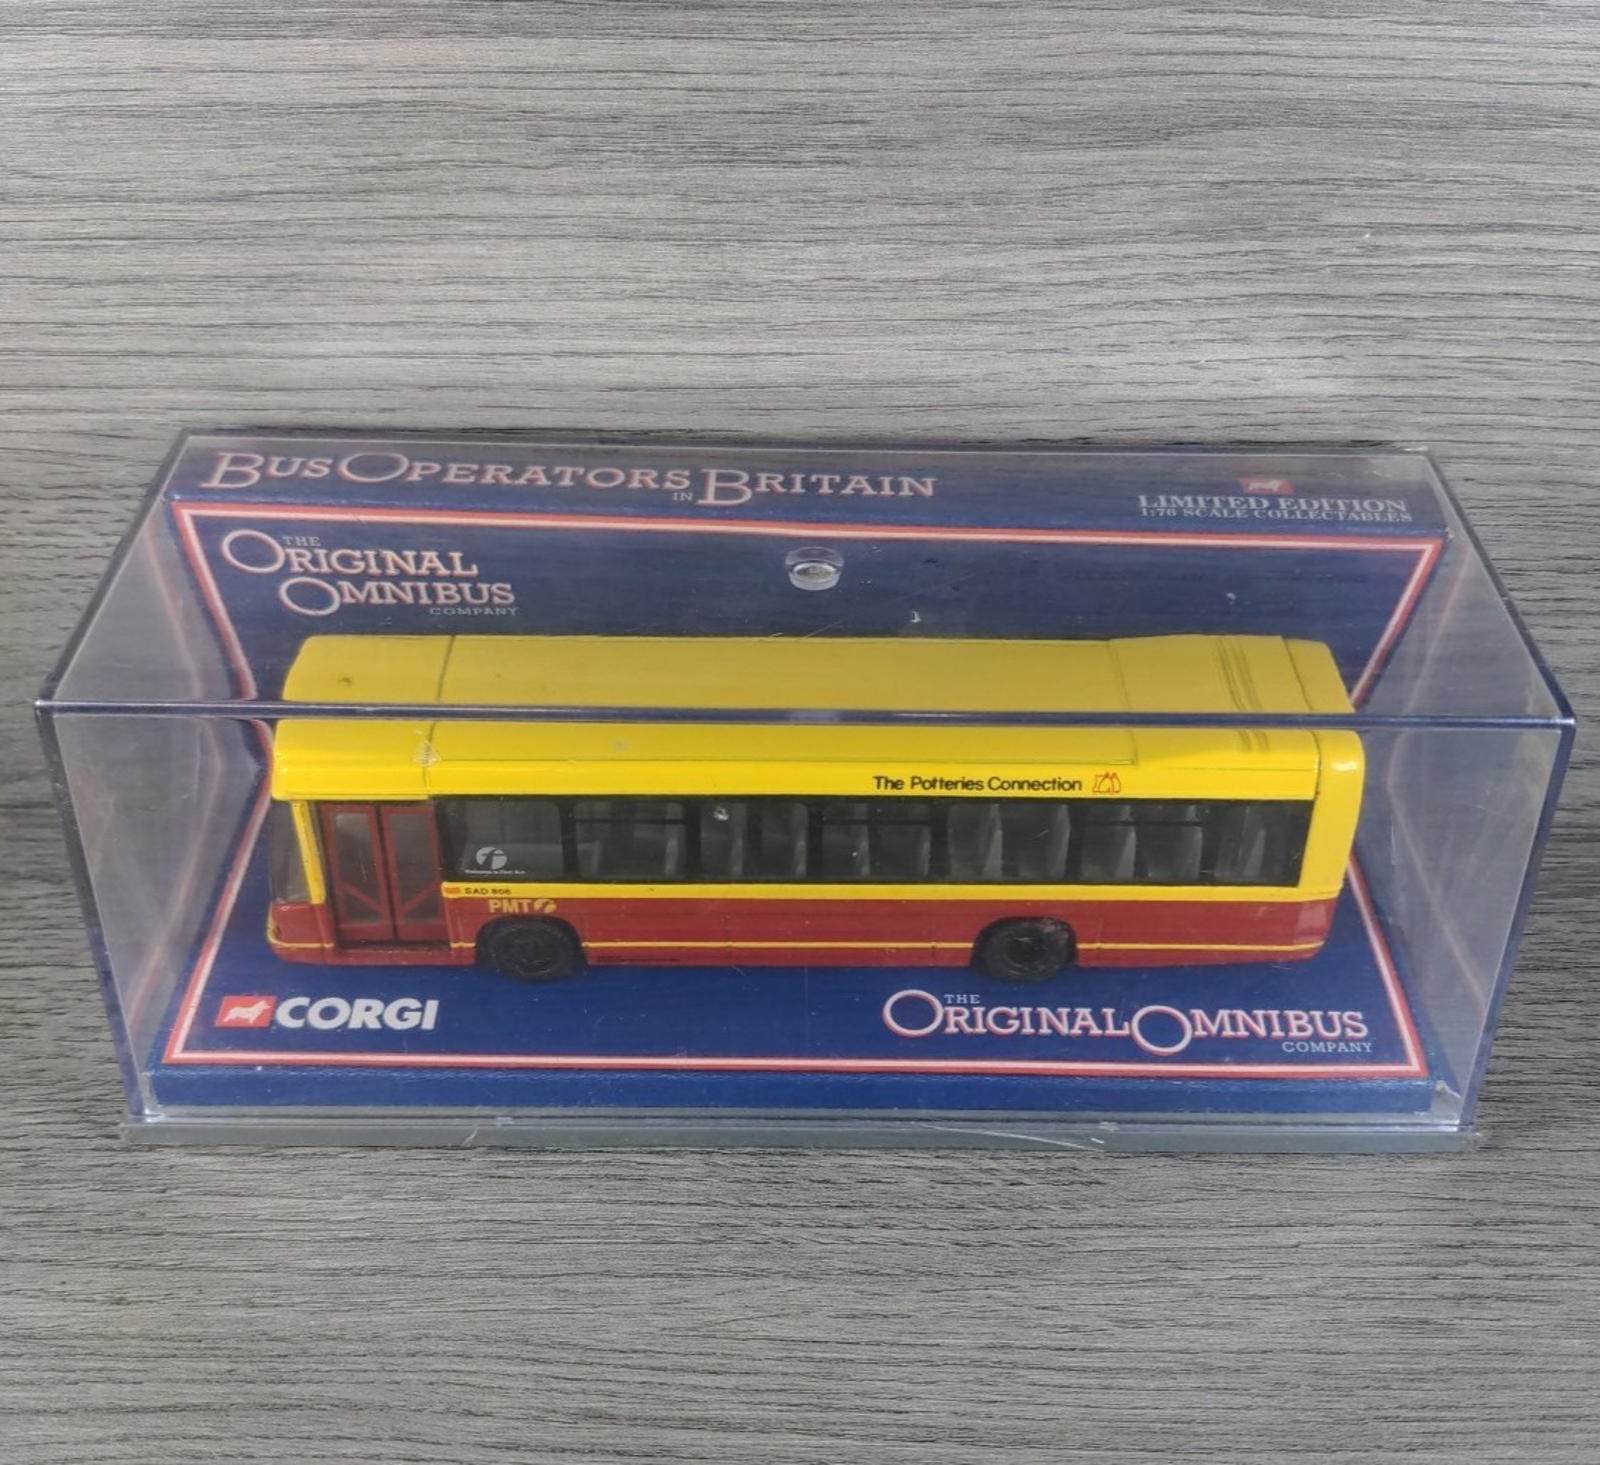 BUS OPERATORS IN BRITAIN
LIMITED EDITION
1:76 SCALE COLLECTABLES
THE
ORIGINAL
OMNIBUS
COMPANY
The Potteries Connection
SAD 806
PMT
CORGI
THE
ORIGINAL OMNIBUS
COMPANY